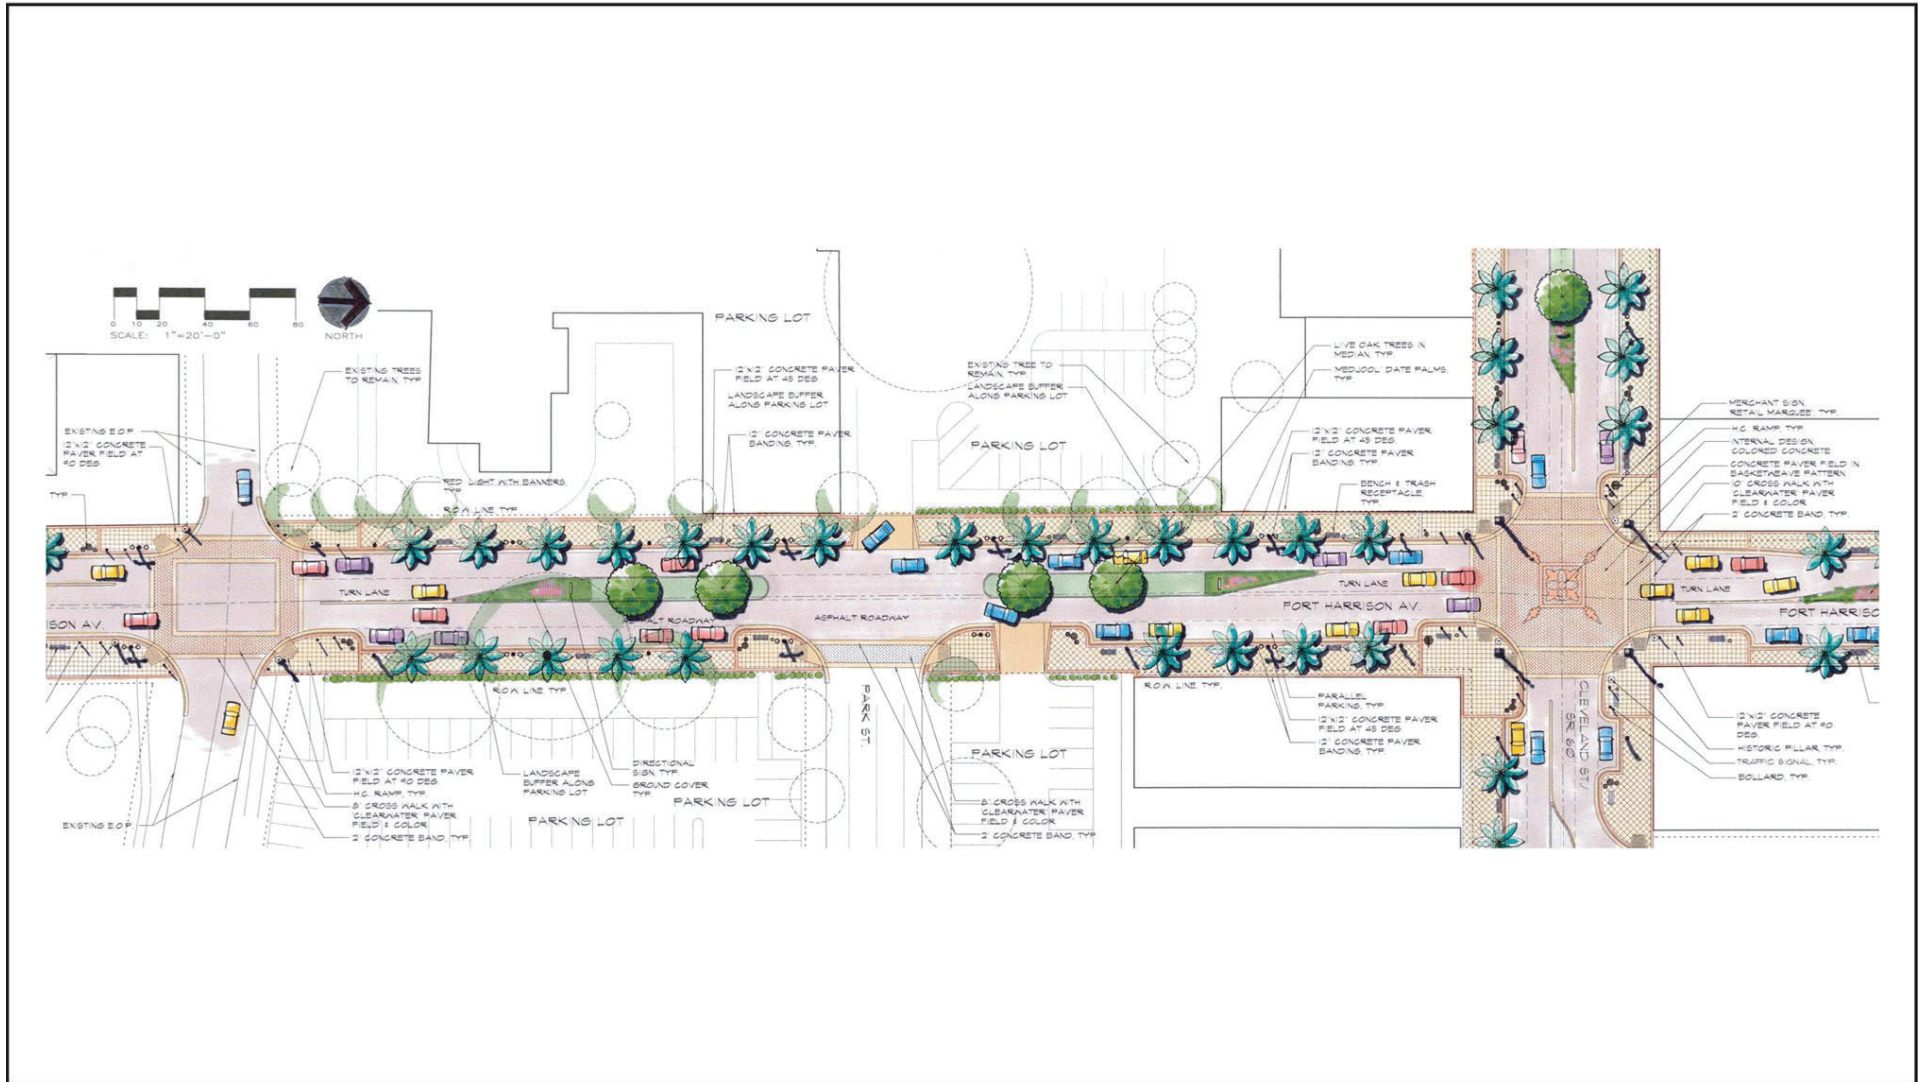 0 10 20 40 60 80
SCALE: 1"=20'-0"
NORTH
PARKING LOT
EXISTING TREES
TO REMAIN, TYP.
12"X12" CONCRETE PAVER
FIELD AT 45 DEG.
LANDSCAPE BUFFER
ALONG PARKING LOT
12" CONCRETE PAVER
BANDING, TYP.
EXISTING E.O.P.
12"X12" CONCRETE
PAVER FIELD AT
90 DEG.
TYP.
RED LIGHT WITH BANNERS,
TYP.
R.O.W. LINE, TYP.
EXISTING TREE TO
REMAIN, TYP.
LANDSCAPE BUFFER
ALONG PARKING LOT
PARKING LOT
LIVE OAK TREES IN
MEDIAN, TYP.
MEDJOOL DATE PALMS,
TYP.
12"X12" CONCRETE PAVER
FIELD AT 45 DEG.
12" CONCRETE PAVER
BANDING, TYP.
BENCH & TRASH
RECEPTACLE,
TYP.
MERCHANT SIGN
RETAIL MARQUEE, TYP.
H.C. RAMP, TYP.
INTERNAL DESIGN,
COLORED CONCRETE
CONCRETE PAVER FIELD IN
BASKETWEAVE PATTERN
10' CROSS WALK WITH
'CLEARWATER' PAVER
FIELD & COLOR
2' CONCRETE BAND, TYP.
TURN LANE
TURN LANE
TURN LANE
SON AV.
ASPHALT ROADWAY
ASPHALT ROADWAY
FORT HARRISON AV.
FORT HARRISO
R.O.W. LINE, TYP.
R.O.W. LINE, TYP.
PARK ST.
CLEVELAND ST.
SR 60
PARALLEL
PARKING, TYP.
12"X12" CONCRETE PAVER
FIELD AT 45 DEG.
12" CONCRETE PAVER
BANDING, TYP.
12"X12" CONCRETE
PAVER FIELD AT 90
DEG.
HISTORIC PILLAR, TYP.
TRAFFIC SIGNAL, TYP.
BOLLARD, TYP.
12"X12" CONCRETE PAVER
FIELD AT 90 DEG.
H.C. RAMP, TYP.
8' CROSS WALK WITH
'CLEARWATER' PAVER
FIELD & COLOR
2' CONCRETE BAND, TYP.
EXISTING E.O.P.
LANDSCAPE
BUFFER ALONG
PARKING LOT
DIRECTIONAL
SIGN, TYP.
GROUND COVER
TYP.
PARKING LOT
PARKING LOT
PARKING LOT
8' CROSS WALK WITH
'CLEARWATER' PAVER
FIELD & COLOR
2' CONCRETE BAND, TYP.